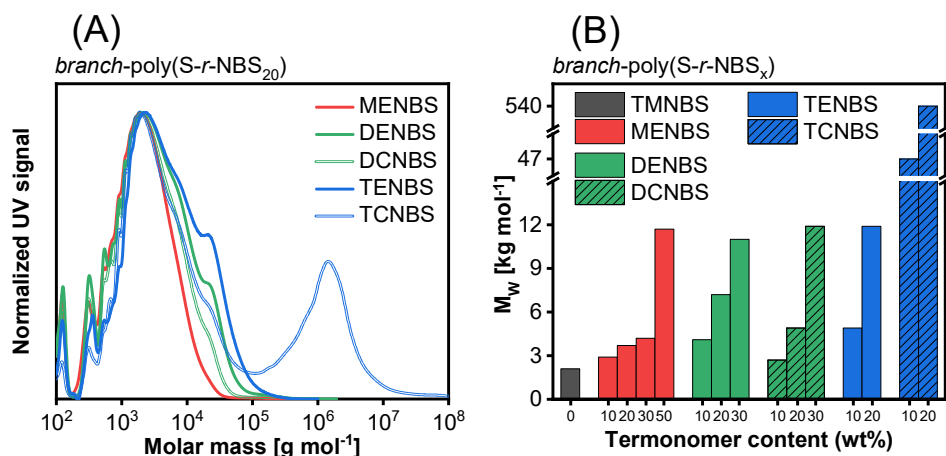 (A)
branch-poly(S-r-NBS20)
MENBS
DENBS
DCNBS
TENBS
TCNBS
Normalized UV signal
10² 10³ 10⁴ 10⁵ 10⁶ 10⁷ 10⁸
Molar mass [g mol⁻¹]
(B)
branch-poly(S-r-NBSx)
TMNBS
MENBS
DENBS
DCNBS
TENBS
TCNBS
540
47
12
9
6
3
0
MW [kg mol⁻¹]
0 10 20 30 50 10 20 30 10 20 30 10 20 10 20
Termonomer content (wt%)